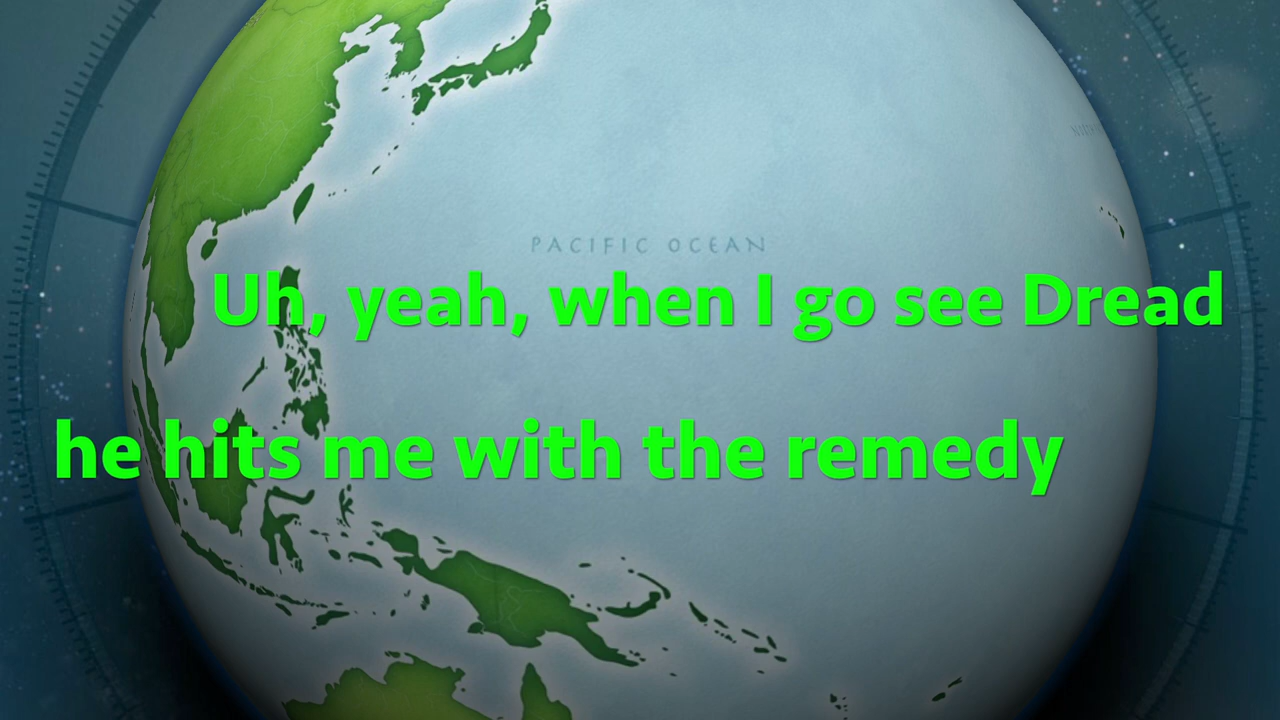 PACIFIC OCEAN
Uh, yeah, when I go see Dread
he hits me with the remedy